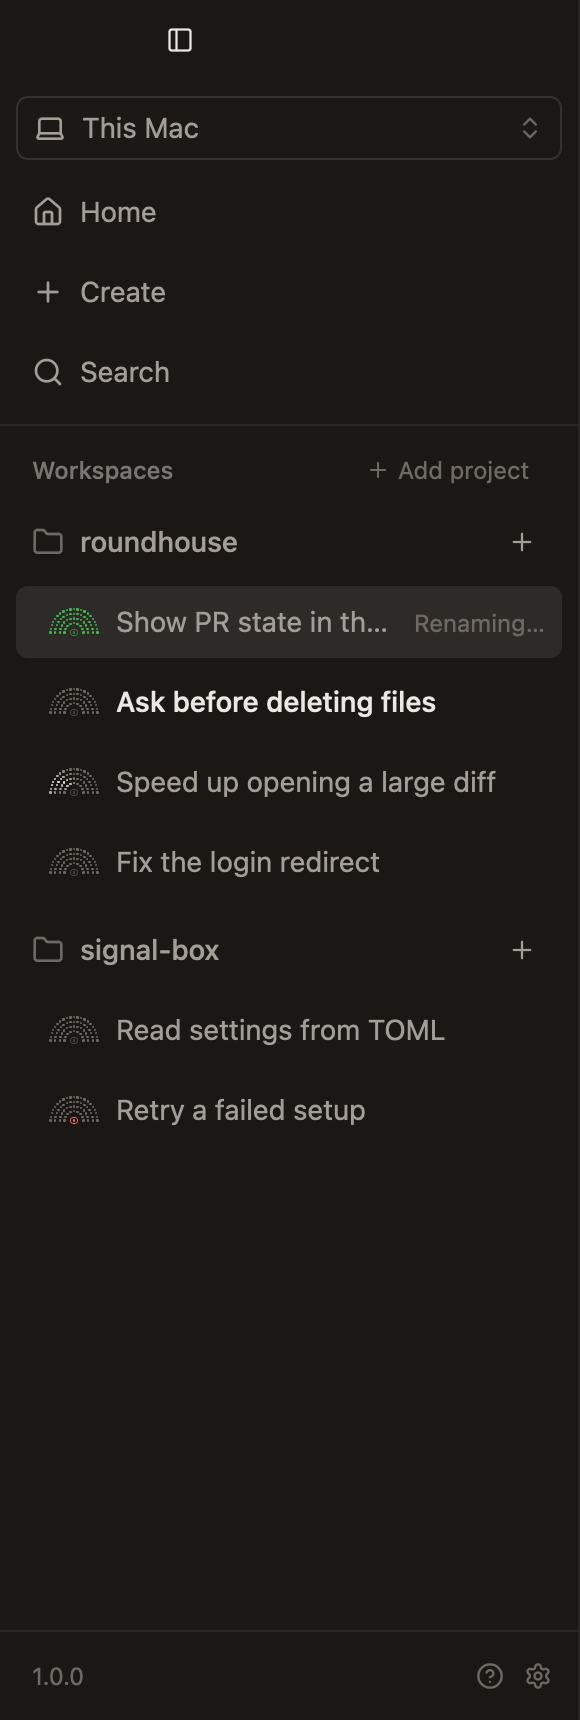 This Mac
Home
Create
Search
Workspaces + Add project
roundhouse
Show PR state in th... Renaming...
Ask before deleting files
Speed up opening a large diff
Fix the login redirect
signal-box
Read settings from TOML
Retry a failed setup
1.0.0